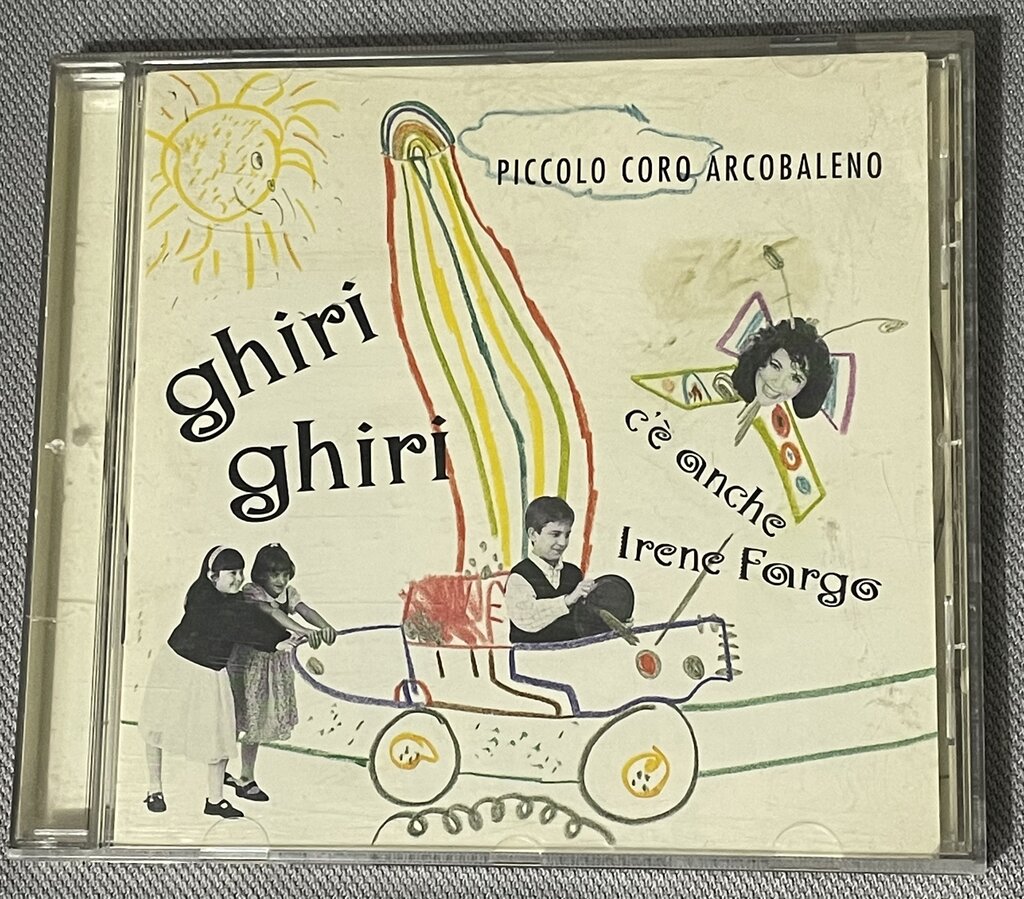 PICCOLO CORO ARCOBALENO
ghiri
ghiri
c'è anche
Irene Fargo